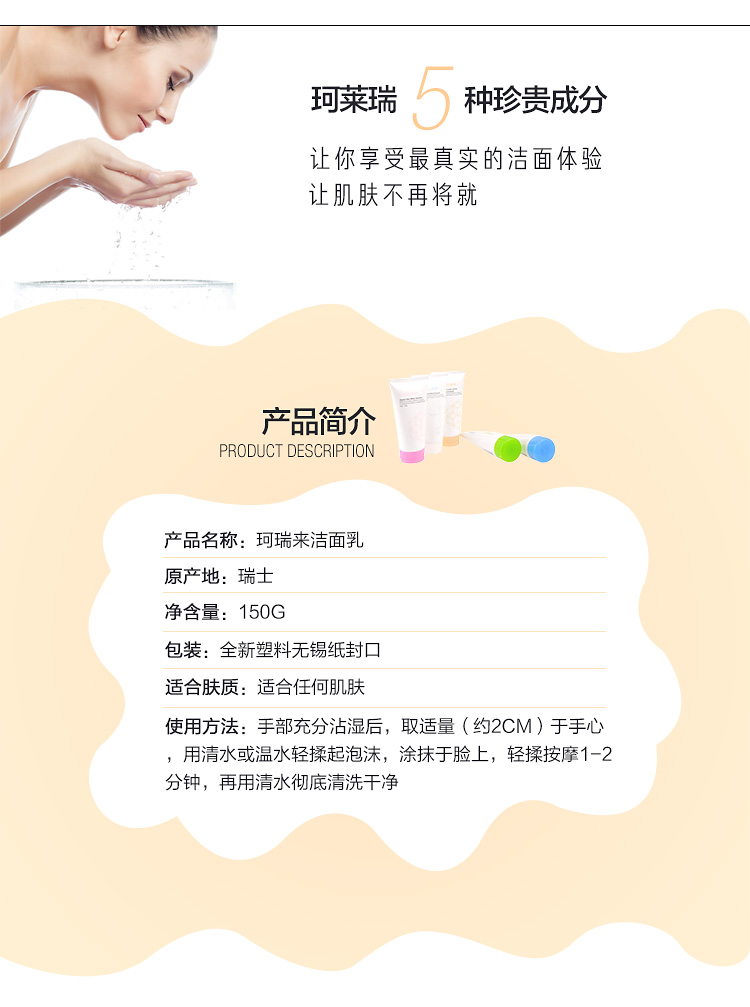 珂莱瑞 5 种珍贵成分
让你享受最真实的洁面体验
让肌肤不再将就
产品简介
PRODUCT DESCRIPTION
产品名称：珂瑞来洁面乳
原产地：瑞士
净含量：150G
包装：全新塑料无锡纸封口
适合肤质：适合任何肌肤
使用方法：手部充分沾湿后，取适量（约2CM）于手心
，用清水或温水轻揉起泡沫，涂抹于脸上，轻揉按摩1-2
分钟，再用清水彻底清洗干净